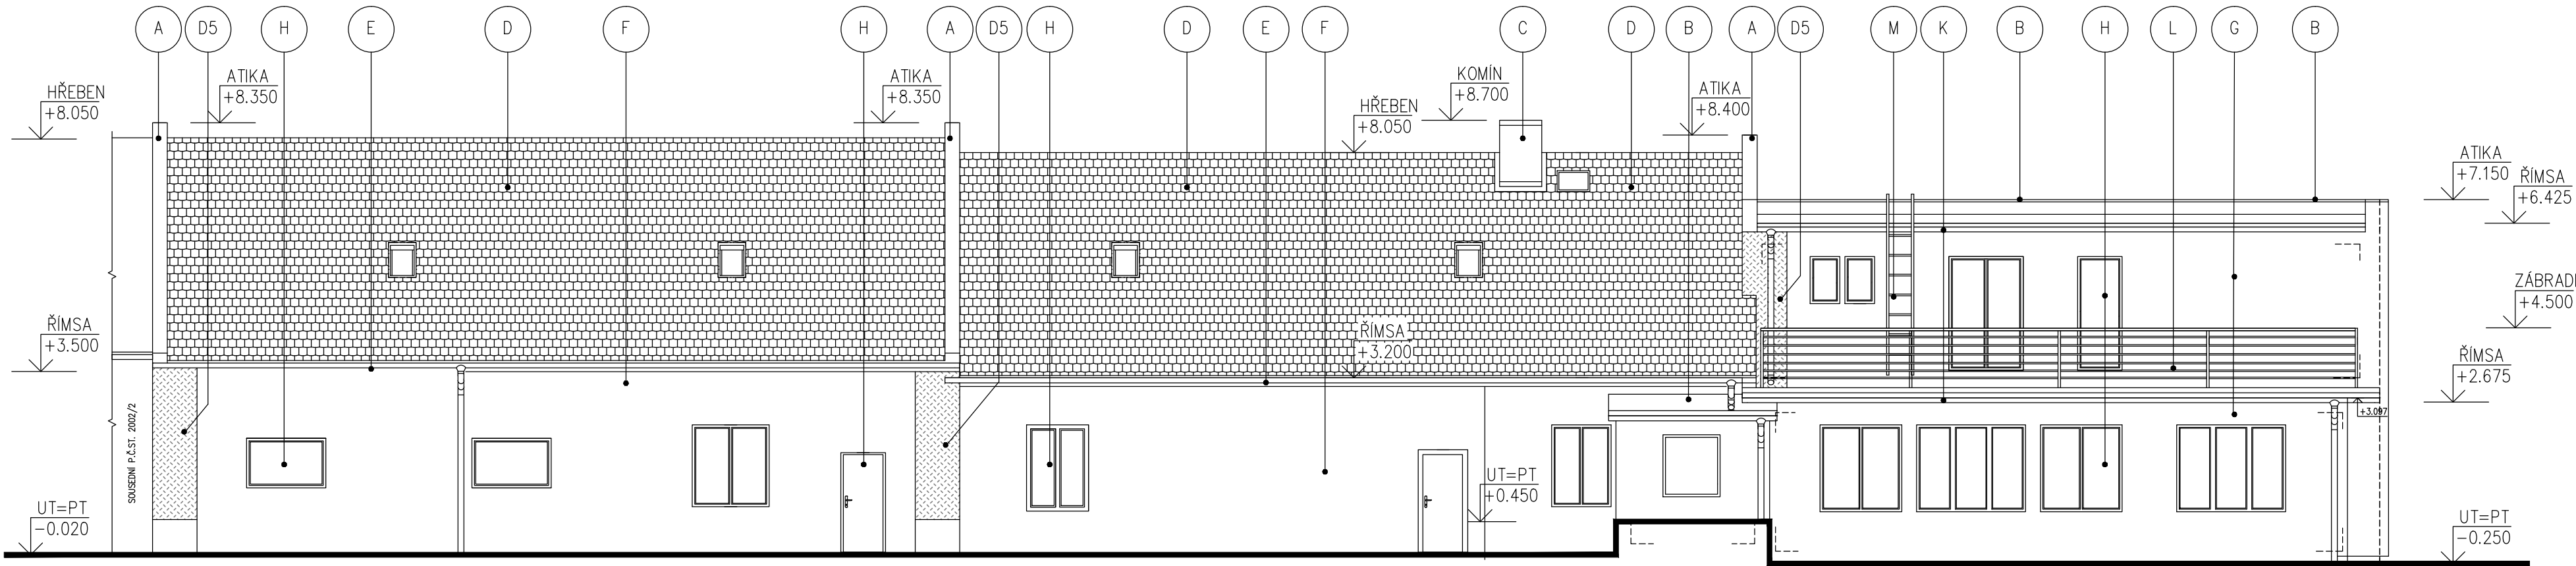 A D5 H E D F H A D5 H D E F C D B A D5 M K B H L G B
HŘEBEN
+8.050
ATIKA
+8.350
ATIKA
+8.350
HŘEBEN
+8.050
KOMÍN
+8.700
ATIKA
+8.400
ATIKA
+7.150
ŘÍMSA
+6.425
ZÁBRADL
+4.500
ŘÍMSA
+3.500
ŘÍMSA
+3.200
ŘÍMSA
+2.675
+3.097
SOUSEDNÍ P.Č.ST. 2002/2
UT=PT
-0.020
UT=PT
+0.450
UT=PT
-0.250